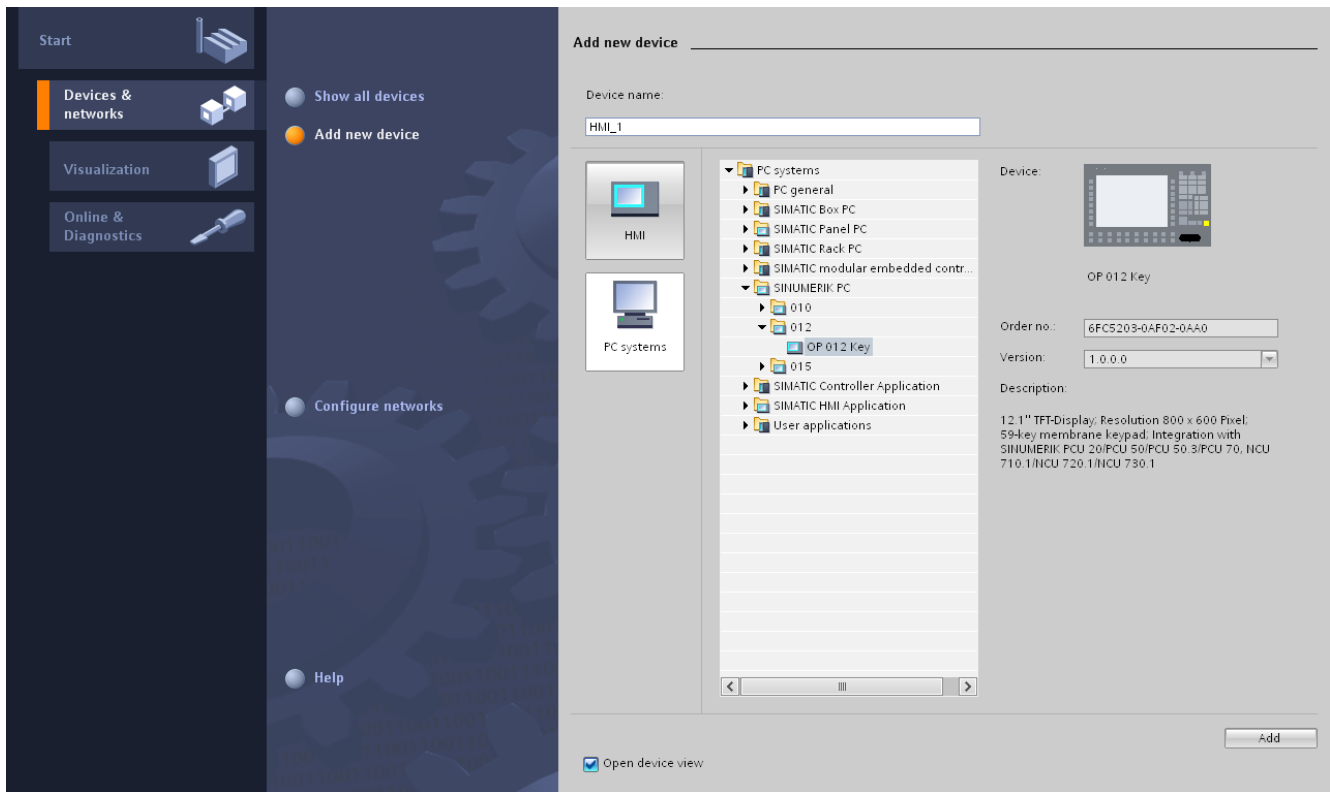 Start
Devices &
networks
Visualization
Online &
Diagnostics
Show all devices
Add new device
Configure networks
Help
Add new device
Device name:
HMI_1
HMI
PC systems
PC systems
PC general
SIMATIC Box PC
SIMATIC Panel PC
SIMATIC Rack PC
SIMATIC modular embedded contr...
SINUMERIK PC
010
012
OP 012 Key
015
SIMATIC Controller Application
SIMATIC HMI Application
User applications
Device:
OP 012 Key
Order no.:
6FC5203-0AF02-0AA0
Version:
1.0.0.0
Description:
12.1" TFT-Display; Resolution 800 x 600 Pixel;
59-key membrane keypad; Integration with
SINUMERIK PCU 20/PCU 50/PCU 50.3/PCU 70, NCU
710.1/NCU 720.1/NCU 730.1
Add
Open device view